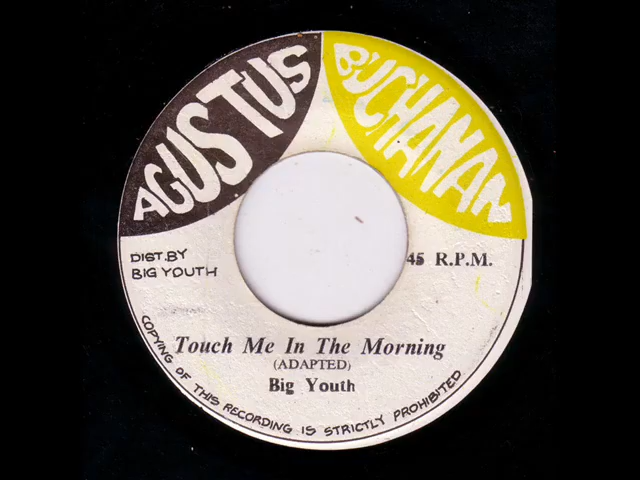 AGUSTUS
BUCHANAN
DIST. BY
BIG YOUTH
45 R.P.M.
Touch Me In The Morning
(ADAPTED)
Big Youth
COPYING OF THIS RECORDING IS STRICTLY PROHIBITED